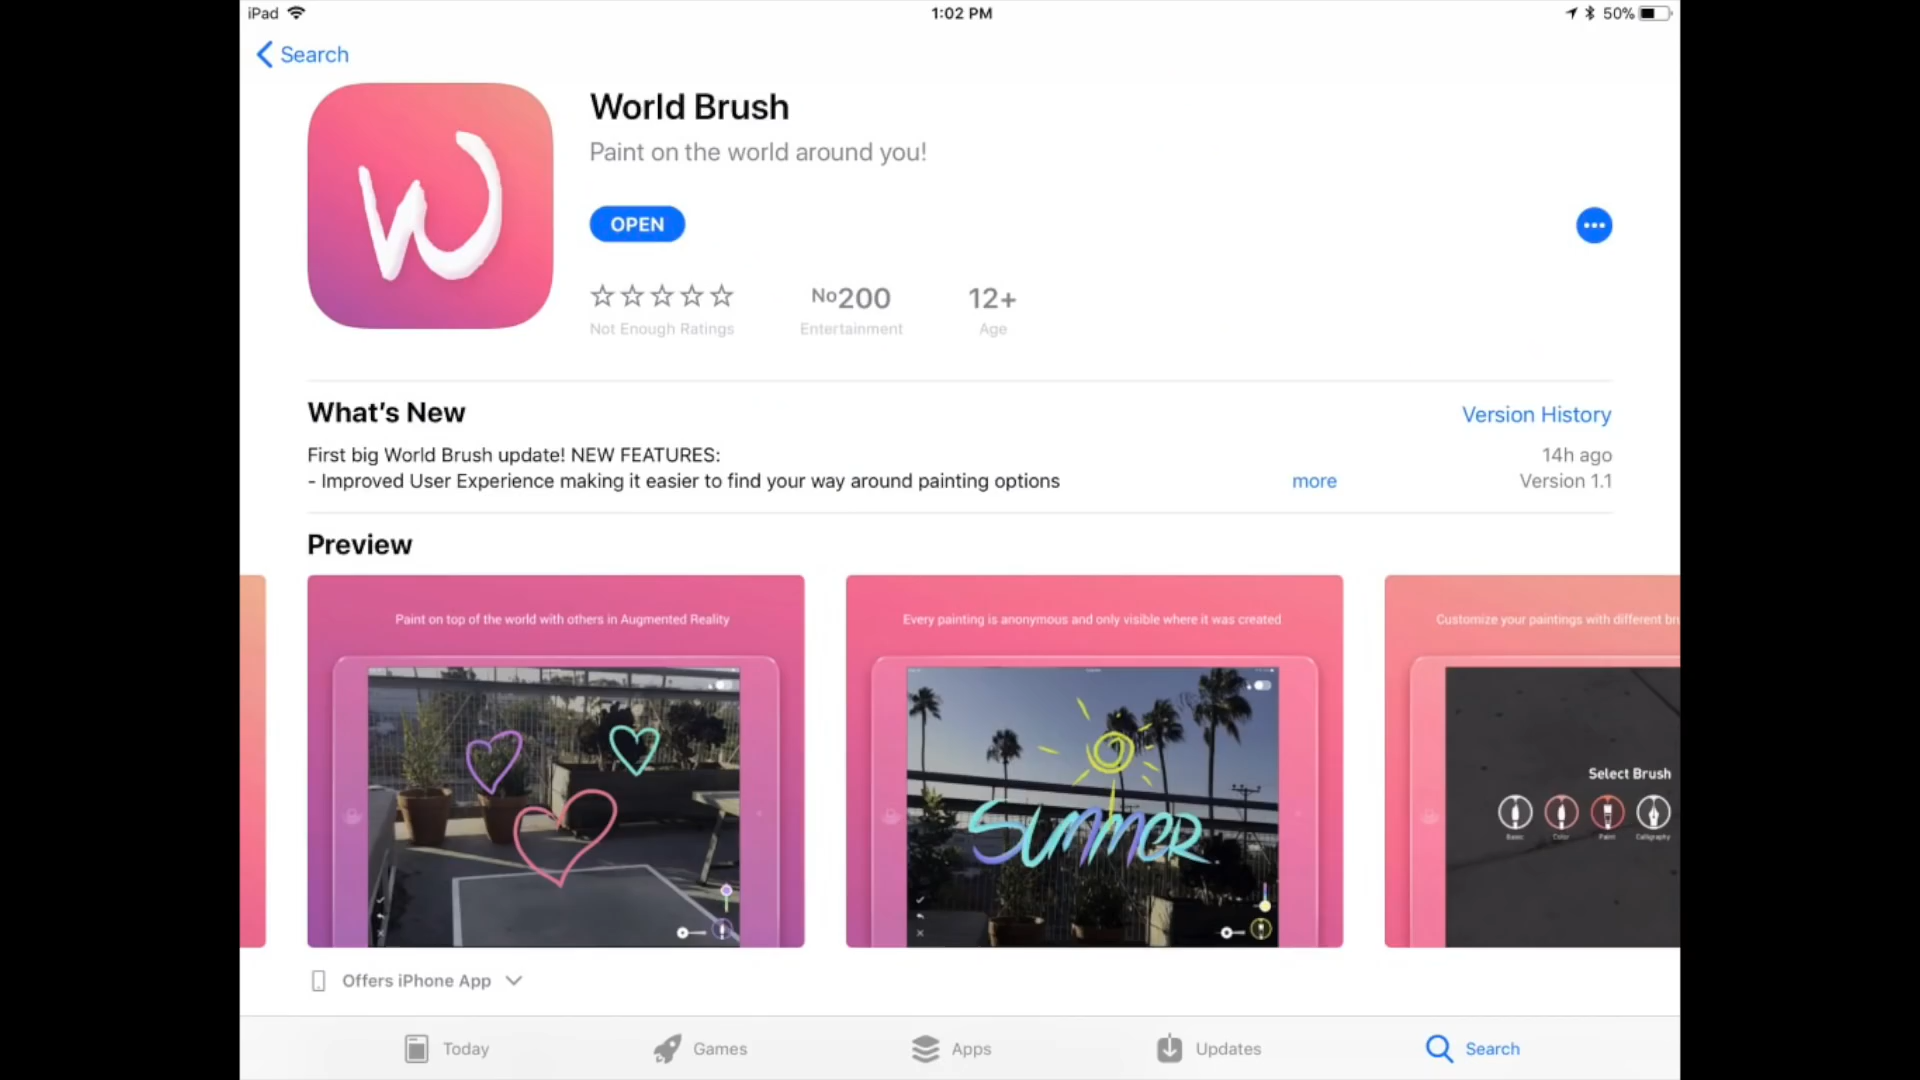 iPad
1:02 PM
50%
Search
World Brush
Paint on the world around you!
OPEN
Not Enough Ratings
No200
Entertainment
12+
Age
What's New
Version History
First big World Brush update! NEW FEATURES:
14h ago
- Improved User Experience making it easier to find your way around painting options
more
Version 1.1
Preview
Paint on top of the world with others in Augmented Reality
Every painting is anonymous and only visible where it was created
SUMMER
Customize your paintings with different
Select Brush
Basic
Color
Paint
Calligraphy
Offers iPhone App
Today
Games
Apps
Updates
Search